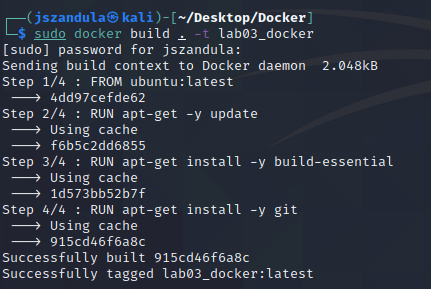 ┌──(jszandula㉿kali)-[~/Desktop/Docker]
└─$ sudo docker build . -t lab03_docker
[sudo] password for jszandula:
Sending build context to Docker daemon  2.048kB
Step 1/4 : FROM ubuntu:latest
 ---> 4dd97cefde62
Step 2/4 : RUN apt-get -y update
 ---> Using cache
 ---> f6b5c2dd6855
Step 3/4 : RUN apt-get install -y build-essential
 ---> Using cache
 ---> 1d573bb52b7f
Step 4/4 : RUN apt-get install -y git
 ---> Using cache
 ---> 915cd46f6a8c
Successfully built 915cd46f6a8c
Successfully tagged lab03_docker:latest